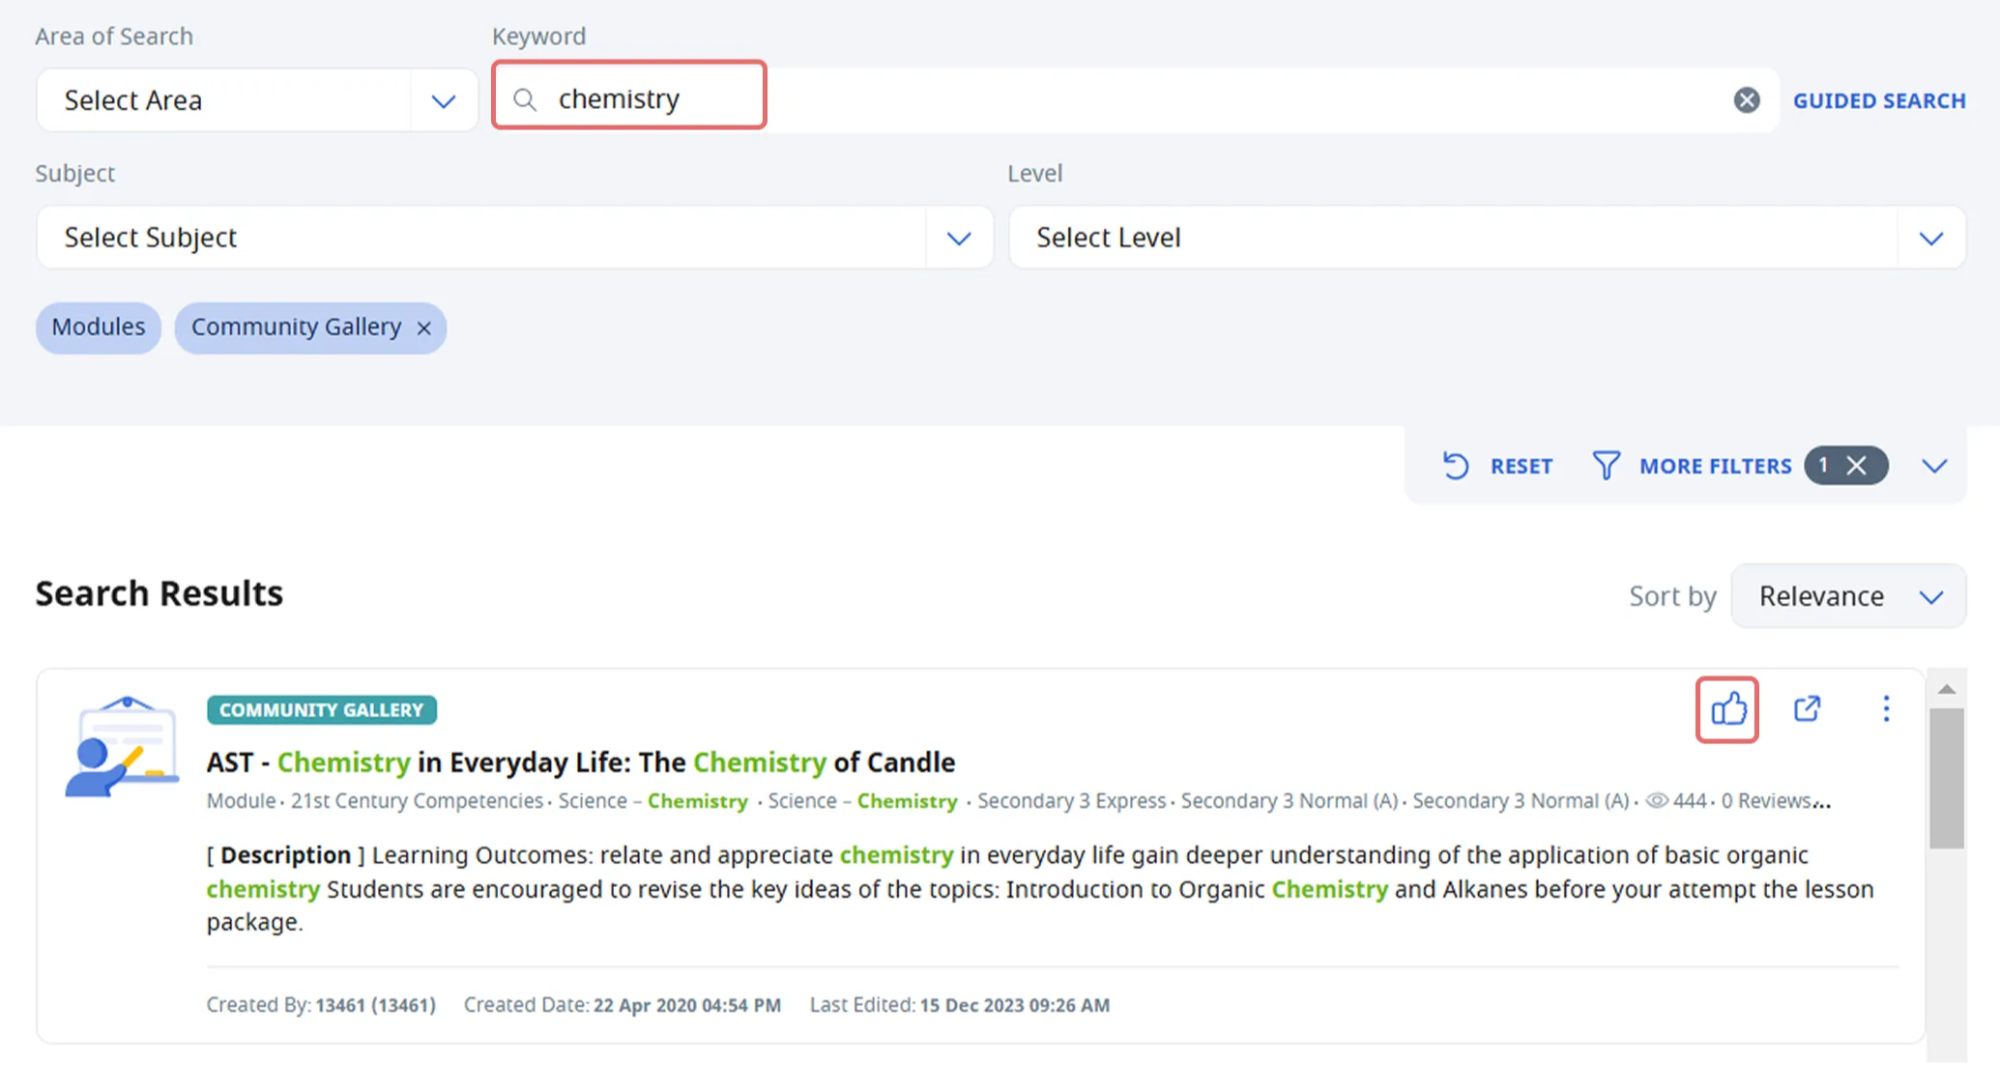 Area of Search
Keyword
Select Area
chemistry
GUIDED SEARCH
Subject
Level
Select Subject
Select Level
Modules
Community Gallery
RESET
MORE FILTERS
1
Search Results
Sort by
Relevance
COMMUNITY GALLERY
AST - Chemistry in Everyday Life: The Chemistry of Candle
Module · 21st Century Competencies · Science – Chemistry · Science – Chemistry · Secondary 3 Express · Secondary 3 Normal (A) · Secondary 3 Normal (A) · 444 · 0 Reviews...
[ Description ] Learning Outcomes: relate and appreciate chemistry in everyday life gain deeper understanding of the application of basic organic
chemistry Students are encouraged to revise the key ideas of the topics: Introduction to Organic Chemistry and Alkanes before your attempt the lesson
package.
Created By: 13461 (13461) Created Date: 22 Apr 2020 04:54 PM Last Edited: 15 Dec 2023 09:26 AM